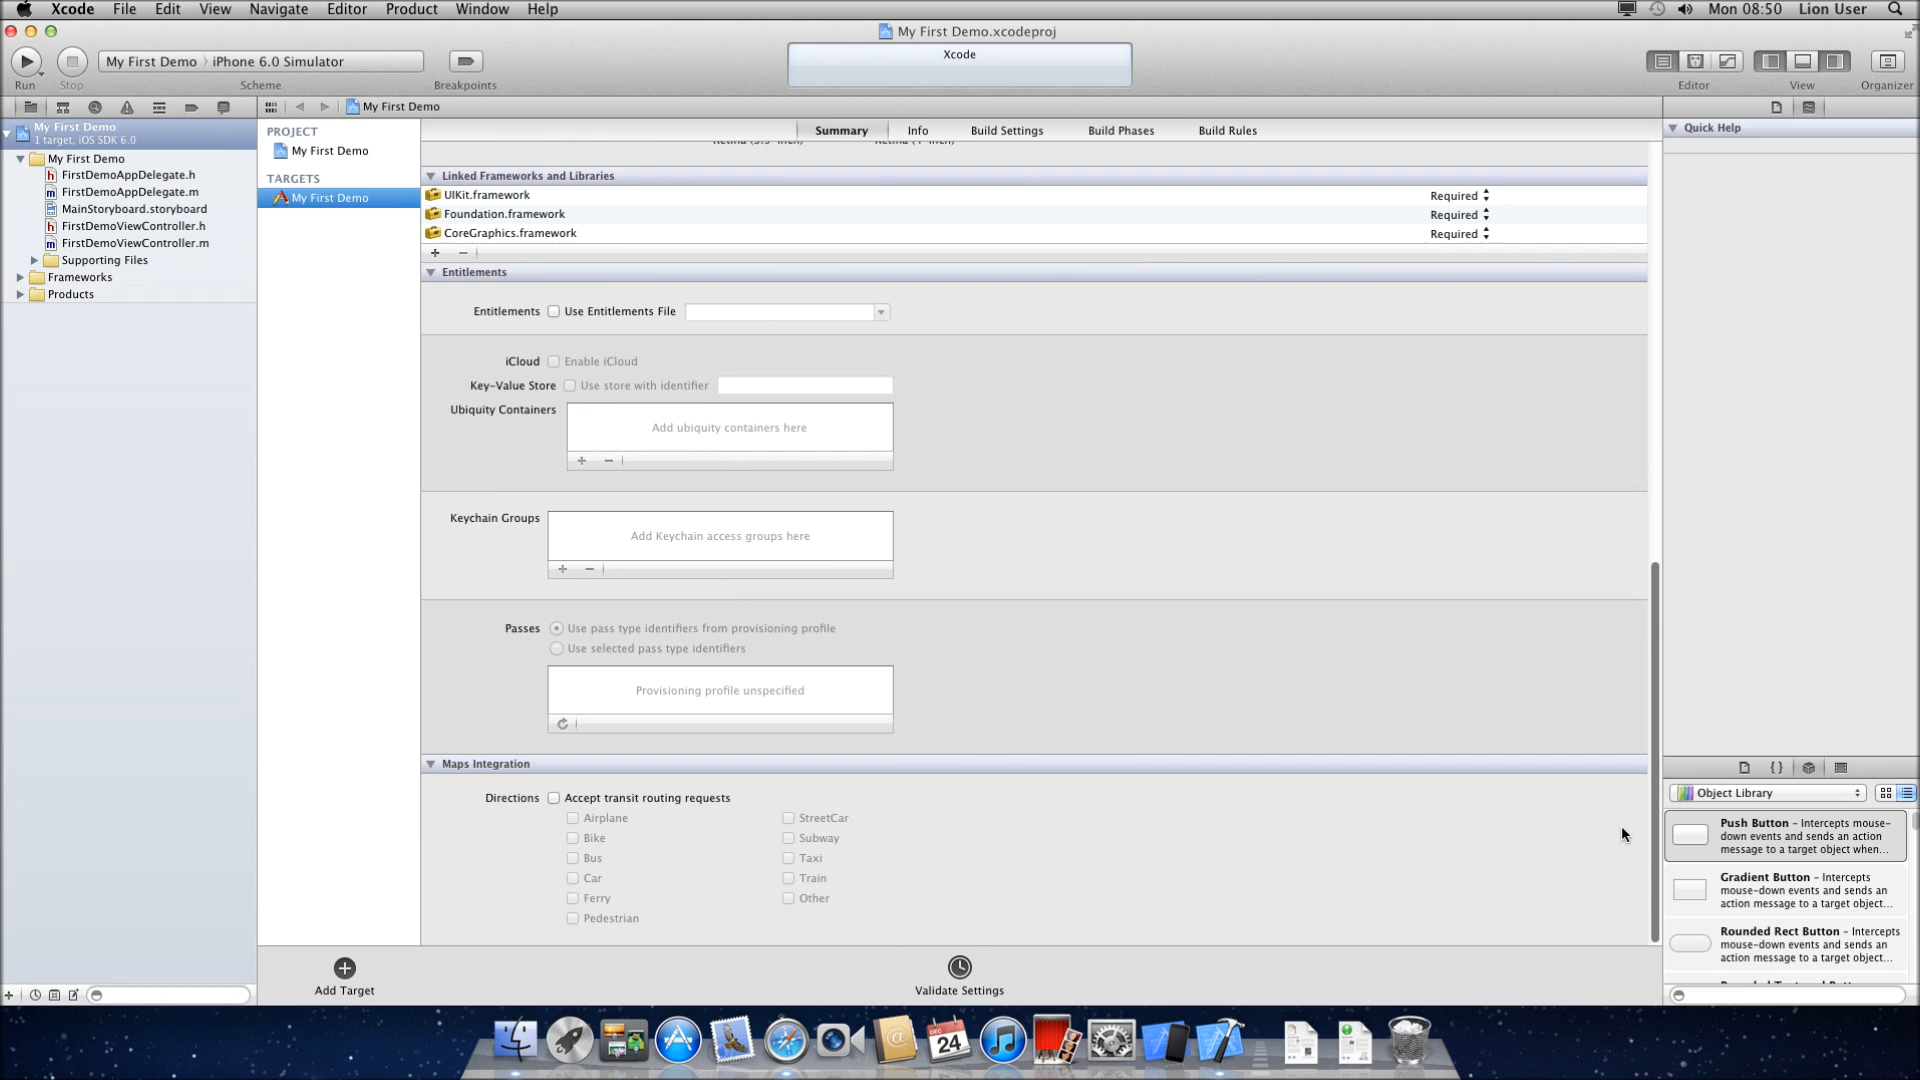 Xcode File Edit View Navigate Editor Product Window Help Mon 08:50 Lion User
My First Demo.xcodeproj
My First Demo 〉 iPhone 6.0 Simulator
Xcode
Run Stop Scheme Breakpoints Editor View Organizer
My First Demo
My First Demo
1 target, iOS SDK 6.0
My First Demo
FirstDemoAppDelegate.h
FirstDemoAppDelegate.m
MainStoryboard.storyboard
FirstDemoViewController.h
FirstDemoViewController.m
Supporting Files
Frameworks
Products
PROJECT
My First Demo
TARGETS
My First Demo
Summary Info Build Settings Build Phases Build Rules
Linked Frameworks and Libraries
UIKit.framework Required
Foundation.framework Required
CoreGraphics.framework Required
Entitlements
Entitlements Use Entitlements File
iCloud Enable iCloud
Key-Value Store Use store with identifier
Ubiquity Containers
Add ubiquity containers here
Keychain Groups
Add Keychain access groups here
Passes Use pass type identifiers from provisioning profile
Use selected pass type identifiers
Provisioning profile unspecified
Maps Integration
Directions Accept transit routing requests
Airplane StreetCar
Bike Subway
Bus Taxi
Car Train
Ferry Other
Pedestrian
Add Target Validate Settings
Quick Help
{ }
Object Library
Push Button – Intercepts mouse-
down events and sends an action
message to a target object when...
Gradient Button – Intercepts
mouse-down events and sends an
action message to a target object...
Rounded Rect Button – Intercepts
mouse-down events and sends an
action message to a target object...
DEC
24